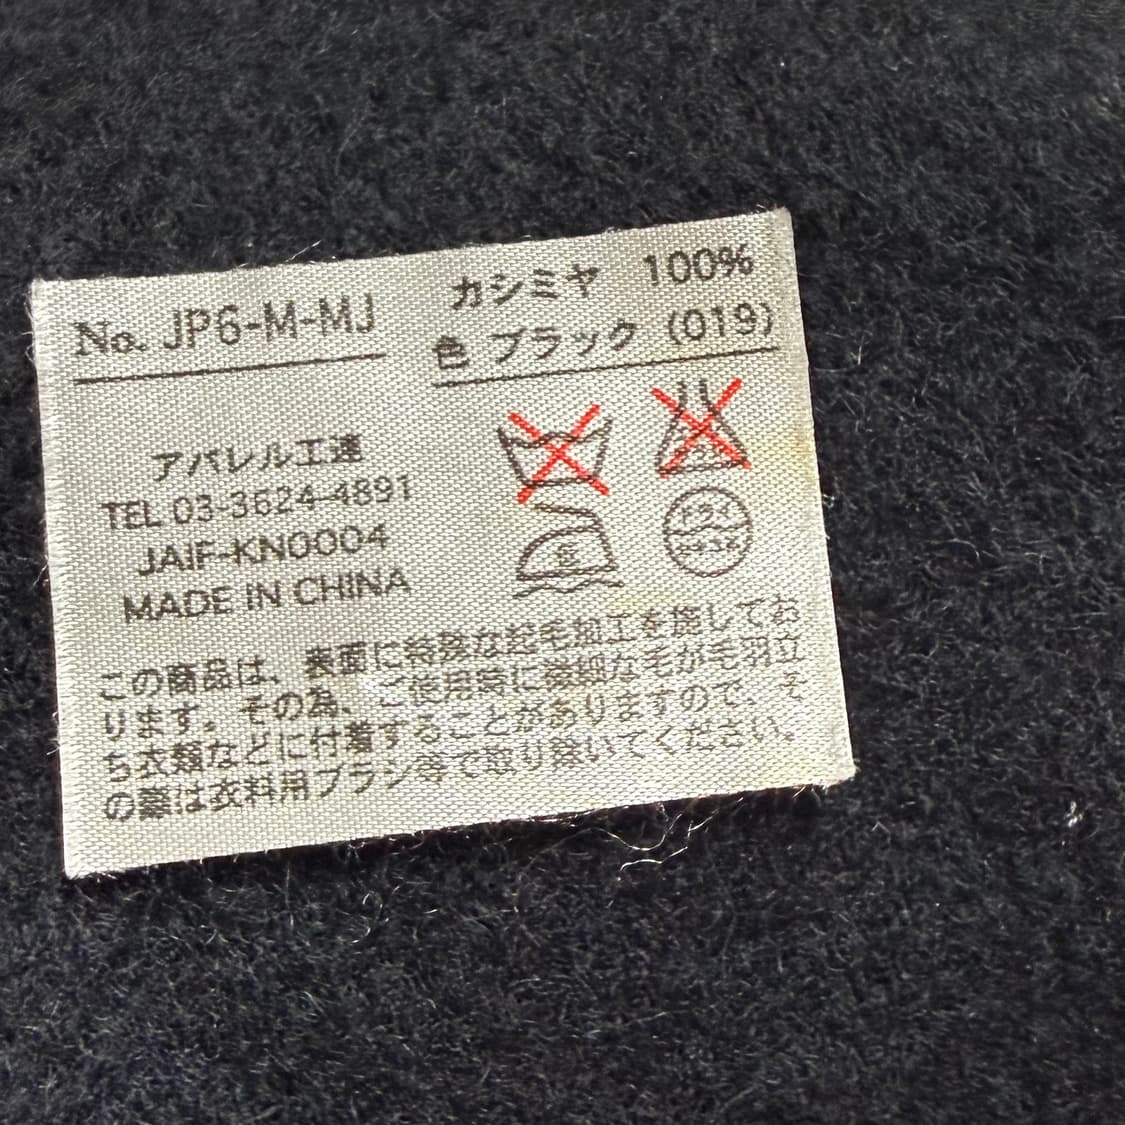 No. JP6-M-MJ
カシミヤ 100%
色 ブラック (019)
アパレル工連
TEL 03-3624-4891
JAIF-KN0004
MADE IN CHINA
この商品は、表面に特殊な起毛加工を施してお
ります。その為、ご使用時に微細な毛が毛羽立
ち衣類などに付着することがありますので、そ
の際は衣料用ブラシ等で取り除いてください。